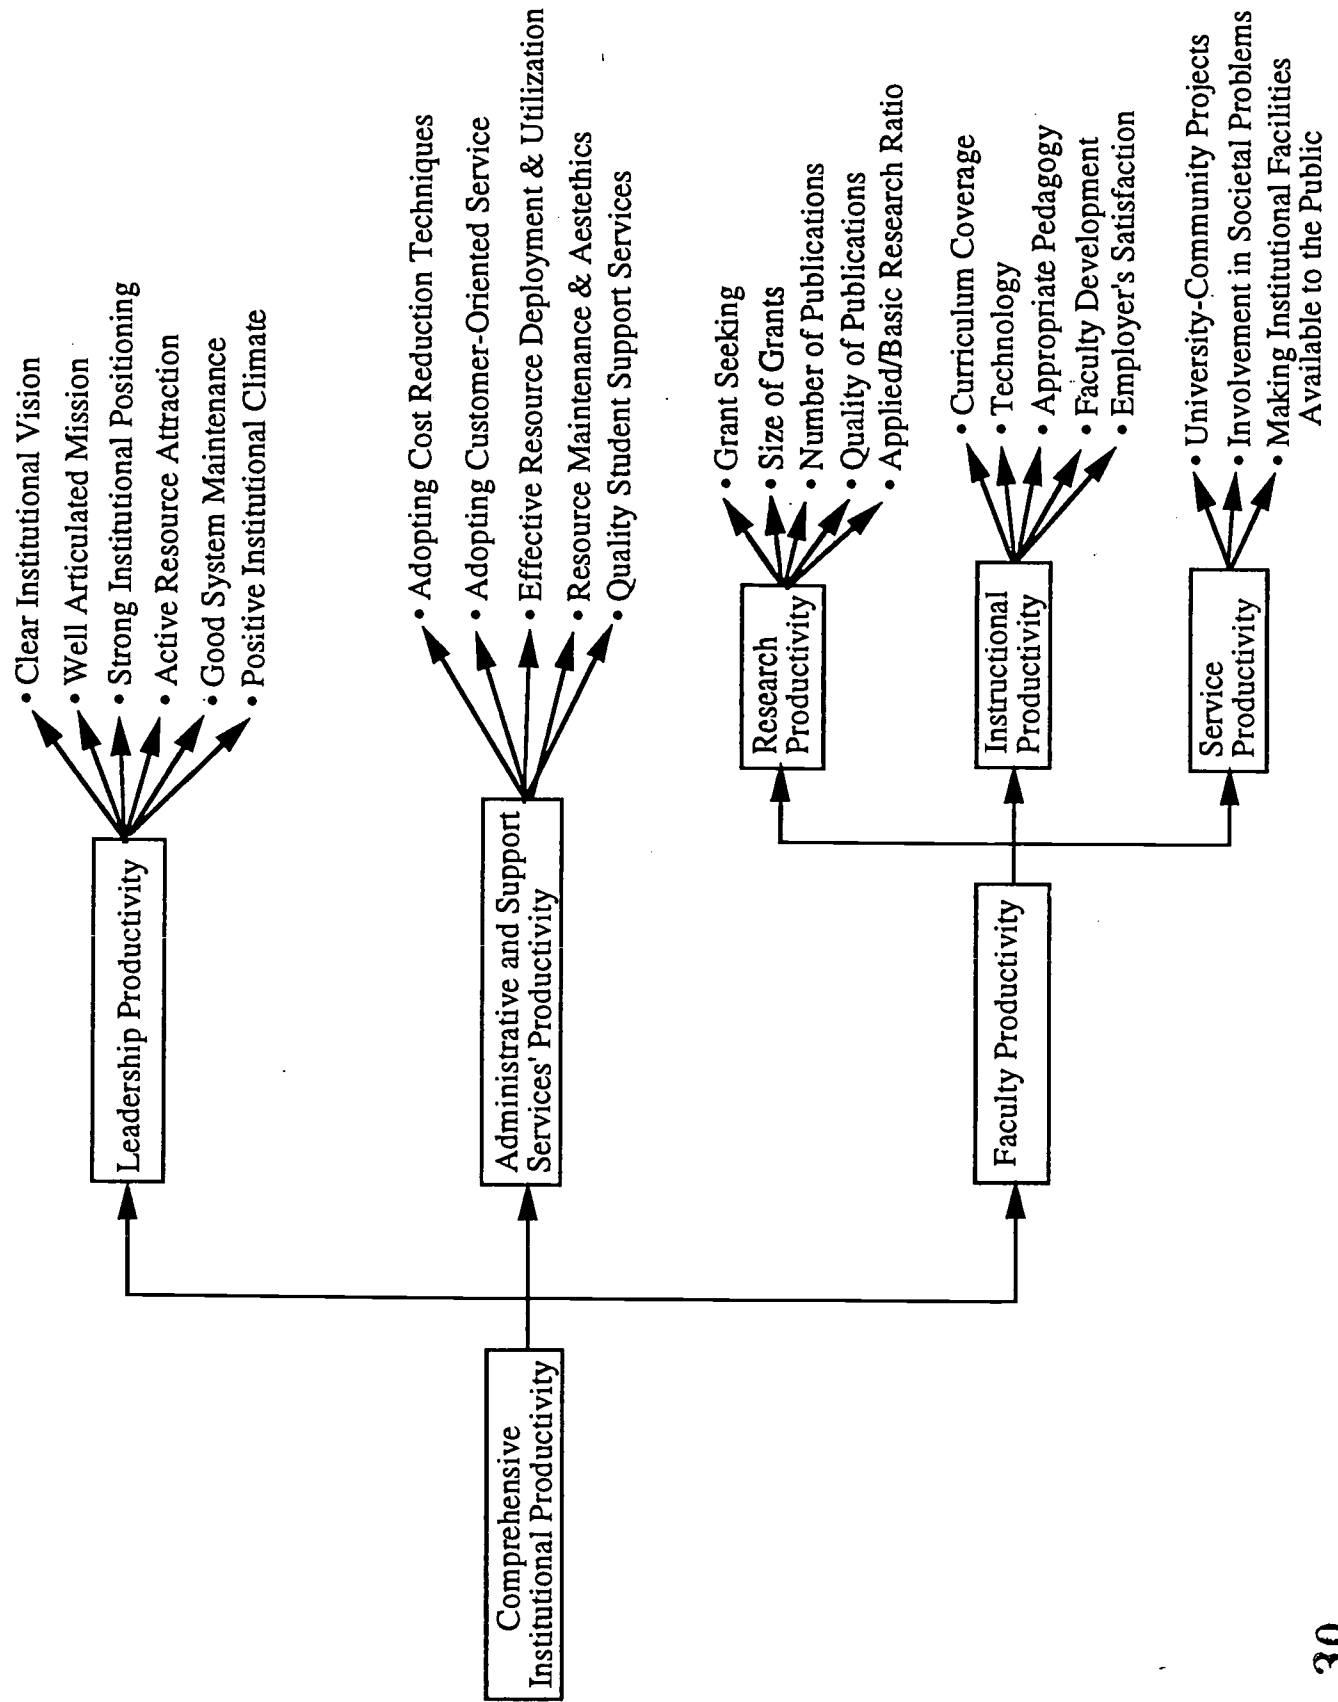 Comprehensive
Institutional Productivity
Leadership Productivity
• Clear Institutional Vision
• Well Articulated Mission
• Strong Institutional Positioning
• Active Resource Attraction
• Good System Maintenance
• Positive Institutional Climate
Administrative and Support
Services' Productivity
• Adopting Cost Reduction Techniques
• Adopting Customer-Oriented Service
• Effective Resource Deployment & Utilization
• Resource Maintenance & Aestethics
• Quality Student Support Services
Faculty Productivity
Research
Productivity
• Grant Seeking
• Size of Grants
• Number of Publications
• Quality of Publications
• Applied/Basic Research Ratio
Instructional
Productivity
• Curriculum Coverage
• Technology
• Appropriate Pedagogy
• Faculty Development
• Employer's Satisfaction
Service
Productivity
• University-Community Projects
• Involvement in Societal Problems
• Making Institutional Facilities
Available to the Public
30